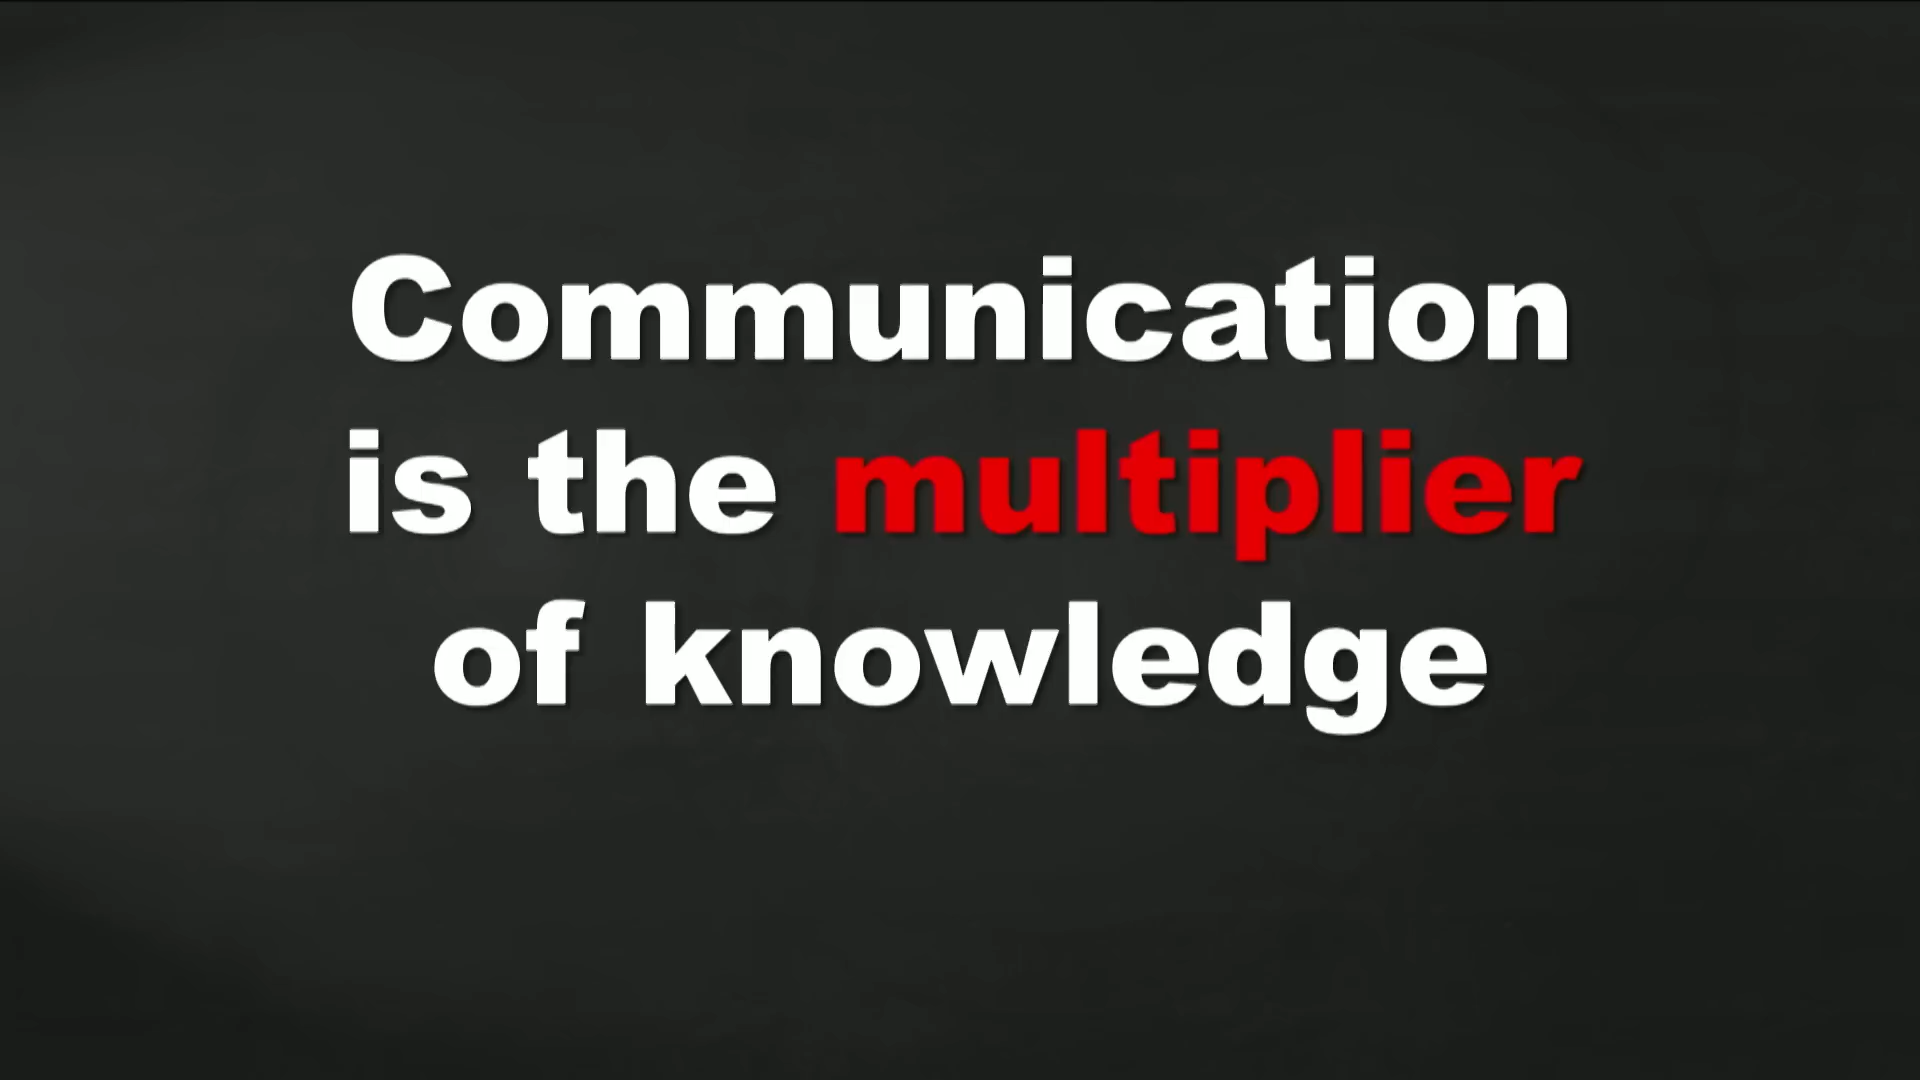 Communication
is the multiplier
of knowledge